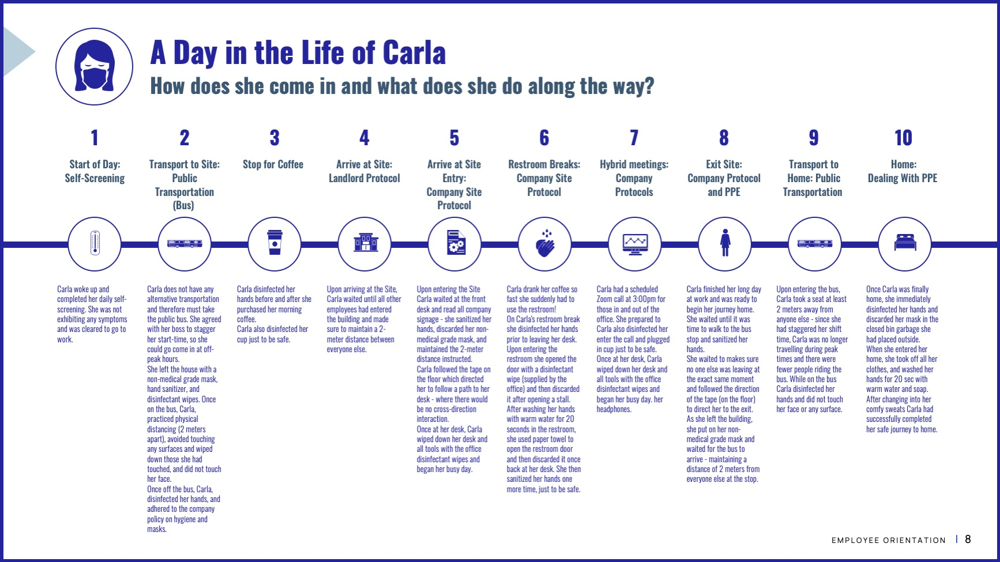 A Day in the Life of Carla
How does she come in and what does she do along the way?
1
Start of Day:
Self-Screening
Carla woke up and
completed her daily self-
screening. She was not
exhibiting any symptoms
and was cleared to go to
work.
2
Transport to Site:
Public
Transportation
(Bus)
Carla does not have any
alternative transportation
and therefore must take
the public bus. She agreed
with her boss to stagger
her start-time, so she
could go come in at off-
peak hours.
She left the house with a
non-medical grade mask,
hand sanitizer, and
disinfectant wipes. Once
on the bus, Carla,
practiced physical
distancing (2 meters
apart), avoided touching
any surfaces and wiped
down those she had
touched, and did not touch
her face.
Once off the bus, Carla,
disinfected her hands, and
adhered to the company
policy on hygiene and
masks.
3
Stop for Coffee
Carla disinfected her
hands before and after she
purchased her morning
coffee.
Carla also disinfected her
cup just to be safe.
4
Arrive at Site:
Landlord Protocol
Upon arriving at the Site,
Carla waited until all other
employees had entered
the building and made
sure to maintain a 2-
meter distance between
everyone else.
5
Arrive at Site
Entry:
Company Site
Protocol
Upon entering the Site
Carla waited at the front
desk and read all company
signage - she sanitized her
hands, discarded her non-
medical grade mask, and
maintained the 2-meter
distance instructed.
Carla followed the tape on
the floor which directed
her to follow a path to her
desk - where there would
be no cross-direction
interaction.
Once at her desk, Carla
wiped down her desk and
all tools with the office
disinfectant wipes and
began her busy day.
6
Restroom Breaks:
Company Site
Protocol
Carla drank her coffee so
fast she suddenly had to
use the restroom!
On Carla's restroom break
she disinfected her hands
prior to leaving her desk.
Upon entering the
restroom she opened the
door with a disinfectant
wipe (supplied by the
office) and then discarded
it after opening a stall.
After washing her hands
with warm water for 20
seconds in the restroom,
she used paper towel to
open the restroom door
and then discarded it once
back at her desk. She then
sanitized her hands one
more time, just to be safe.
7
Hybrid meetings:
Company
Protocols
Carla had a scheduled
Zoom call at 3:00pm for
those in and out of the
office. She prepared to
Carla also disinfected her
enter the call and plugged
in cup just to be safe.
Once at her desk, Carla
wiped down her desk and
all tools with the office
disinfectant wipes and
began her busy day. her
headphones.
8
Exit Site:
Company Protocol
and PPE
Carla finished her long day
at work and was ready to
begin her journey home.
She waited until it was
time to walk to the bus
stop and sanitized her
hands.
She waited to makes sure
no one else was leaving at
the exact same moment
and followed the direction
of the tape (on the floor)
to direct her to the exit.
As she left the building,
she put on her non-
medical grade mask and
waited for the bus to
arrive - maintaining a
distance of 2 meters from
everyone else at the stop.
9
Transport to
Home: Public
Transportation
Upon entering the bus,
Carla took a seat at least
2 meters away from
anyone else - since she
had staggered her shift
time, Carla was no longer
travelling during peak
times and there were
fewer people riding the
bus. While on the bus
Carla disinfected her
hands and did not touch
her face or any surface.
10
Home:
Dealing With PPE
Once Carla was finally
home, she immediately
disinfected her hands and
discarded her mask in the
closed bin garbage she
had placed outside.
When she entered her
home, she took off all her
clothes, and washed her
hands for 20 sec with
warm water and soap.
After changing into her
comfy sweats Carla had
successfully completed
her safe journey to home.
EMPLOYEE ORIENTATION | 8